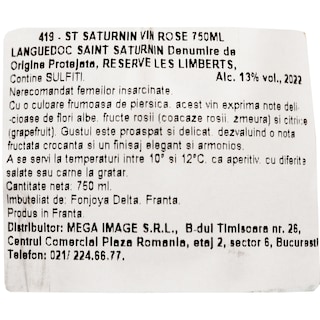 419 - ST SATURNIN VIN ROSE 750ML
LANGUEDOC SAINT SATURNIN Denumire de
Origine Protejata, RESERVE LES LIMBERTS,
Contine SULFITI. Alc. 13% vol., 2022
Nerecomandat femeilor insarcinate.
Cu o culoare frumoasa de piersica, acest vin exprima note deli-
-cioase de flori albe, fructe rosii (coacaze rosii, zmeura) si citrice
(grapefruit). Gustul este proaspat si delicat, dezvaluind o nota
fructata crocanta si un finisaj elegant si armonios.
A se servi la temperaturi intre 10° si 12°C, ca aperitiv, cu diferite
salate sau carne la gratar.
Cantitate neta: 750 ml.
Imbuteliat de: Fonjoya Delta, Franta.
Produs in Franta.
Distribuitor: MEGA IMAGE S.R.L., B-dul Timisoara nr. 26,
Centrul Comercial Plaza Romania, etaj 2, sector 6, Bucuresti
Telefon: 021/ 224.66.77.